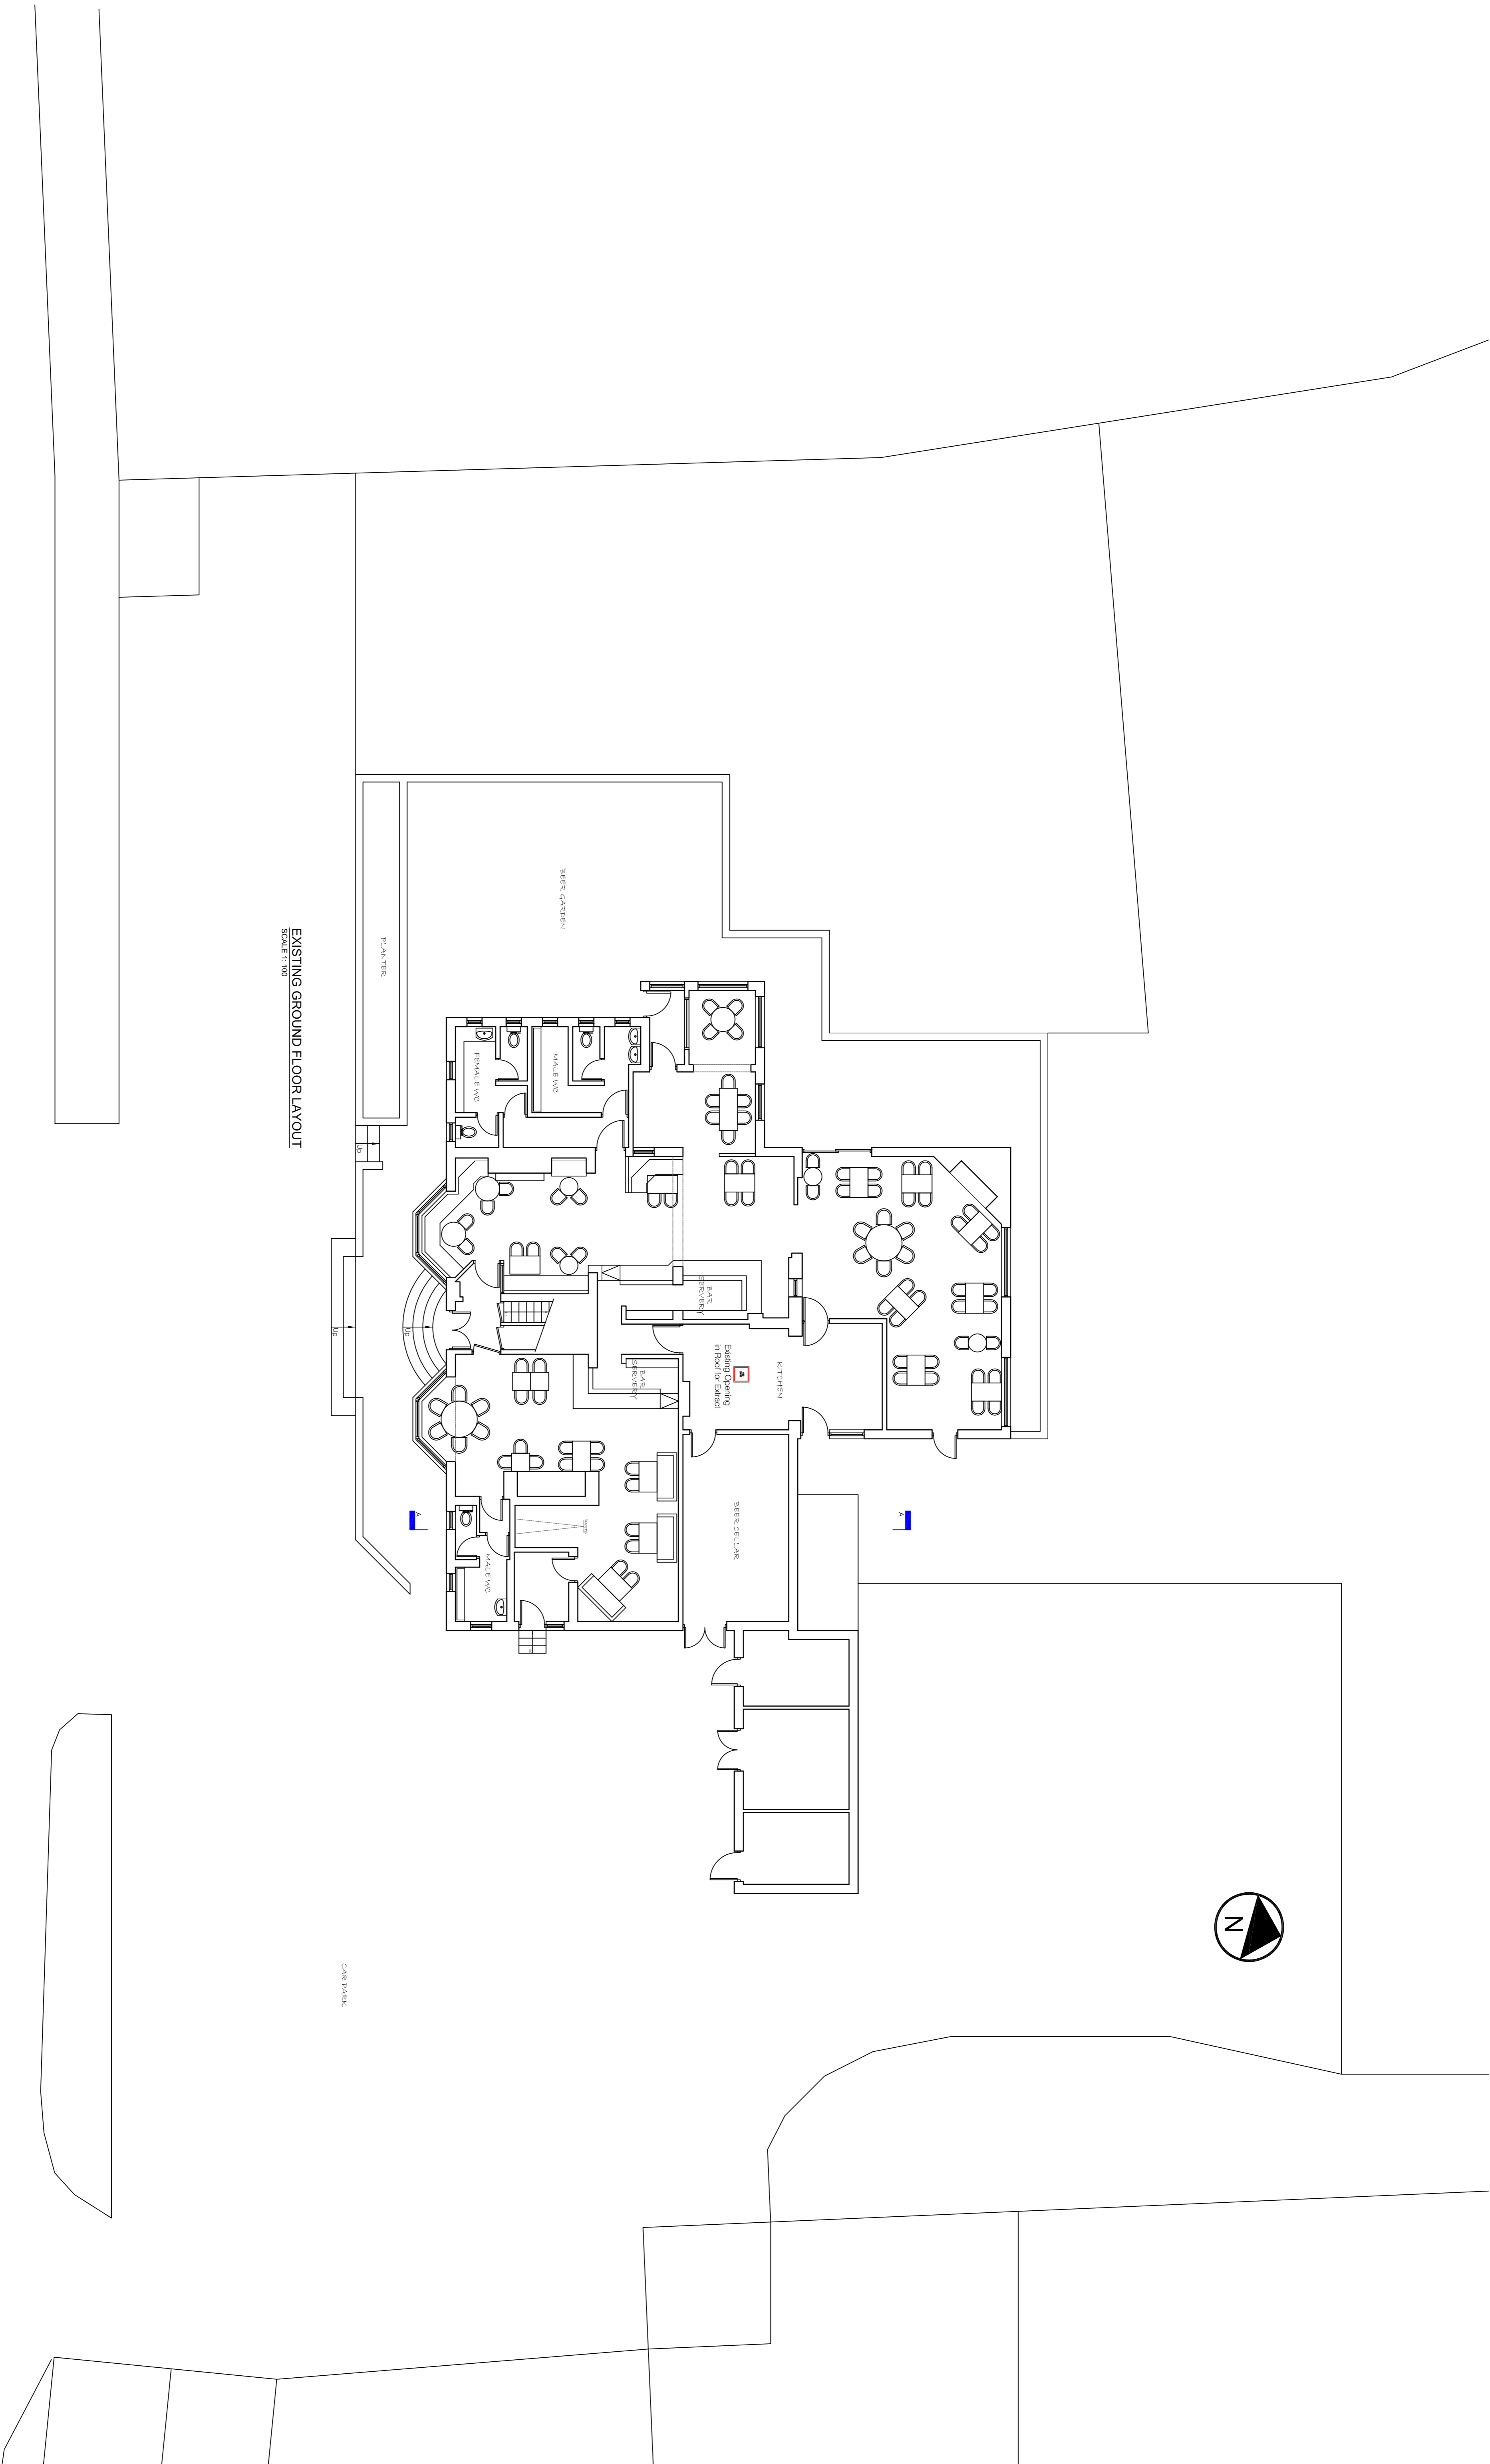 BEER GARDEN
PLANTER
EXISTING GROUND FLOOR LAYOUT
SCALE 1: 100
FEMALE WC
MALE WC
Up
BAR
SERVERY
Up
Up
KITCHEN
Existing Opening
in Roof for Extract
BAR
SERVERY
BEER CELLAR
A
A
MALE WC
N
CAR PARK